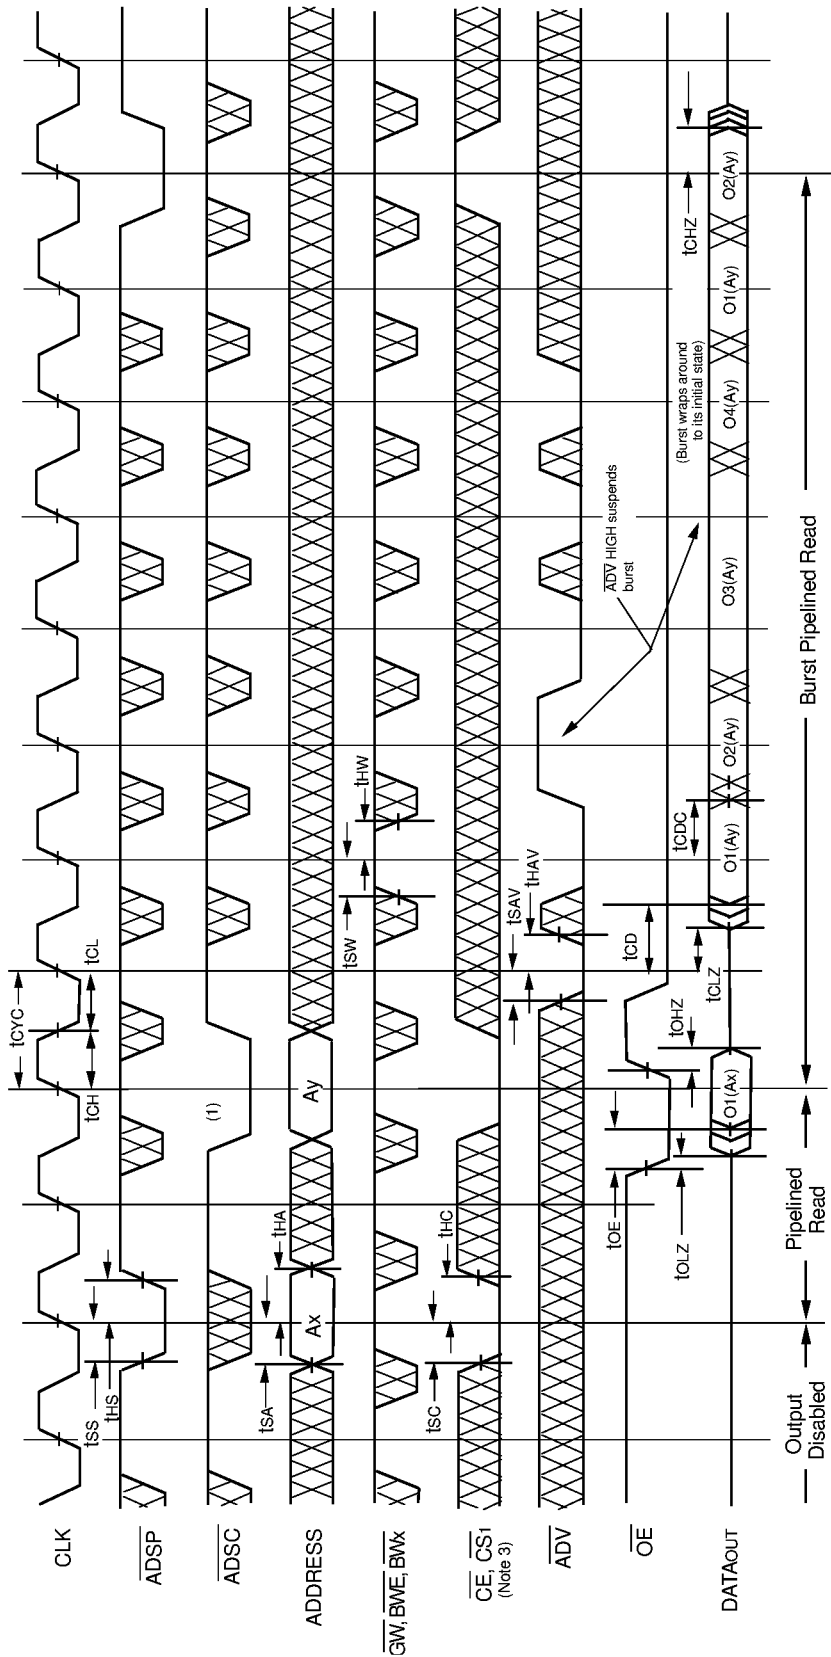 CLK
tCYC
tSS
tHS
tCH
tCL
ADSP
ADSC
(1)
ADDRESS
tSA
tHA
Ax
Ay
GW, BWE, BWx
tSW
tHW
CE, CS1
(Note 3)
tSC
tHC
ADV
tSAV
tHAV
ADV HIGH suspends
burst
OE
tOE
tOLZ
tOHZ
tCD
tCLZ
tCDC
tCHZ
(Burst wraps around
to its initial state)
DATAOUT
O1(Ax)
O1(Ay)
O2(Ay)
O3(Ay)
O4(Ay)
O1(Ay)
O2(Ay)
Output
Disabled
Pipelined
Read
Burst Pipelined Read